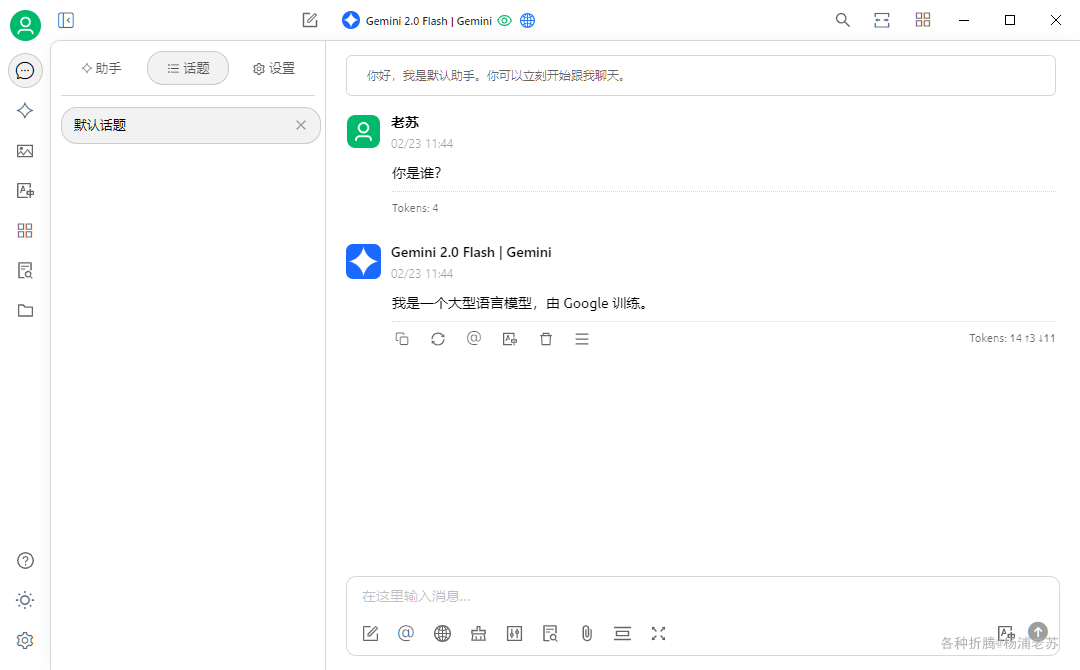 Gemini 2.0 Flash | Gemini
助手
话题
设置
默认话题
你好，我是默认助手。你可以立刻开始跟我聊天。
老苏
02/23 11:44
你是谁？
Tokens: 4
Gemini 2.0 Flash | Gemini
02/23 11:44
我是一个大型语言模型，由 Google 训练。
Tokens: 14 ↑3 ↓11
在这里输入消息...
各种折腾@杨浦老苏